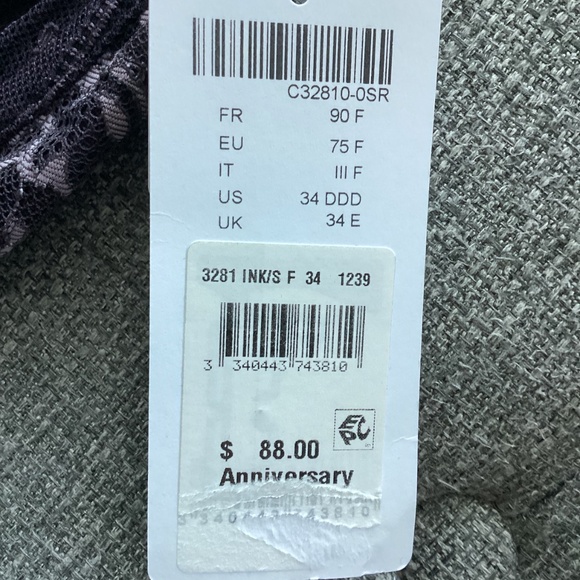 C32810-0SR
FR 90 F
EU 75 F
IT III F
US 34 DDD
UK 34 E
3281 INK/S F 34 1239
3 340443 743810
EPC
$ 88.00
Anniversary